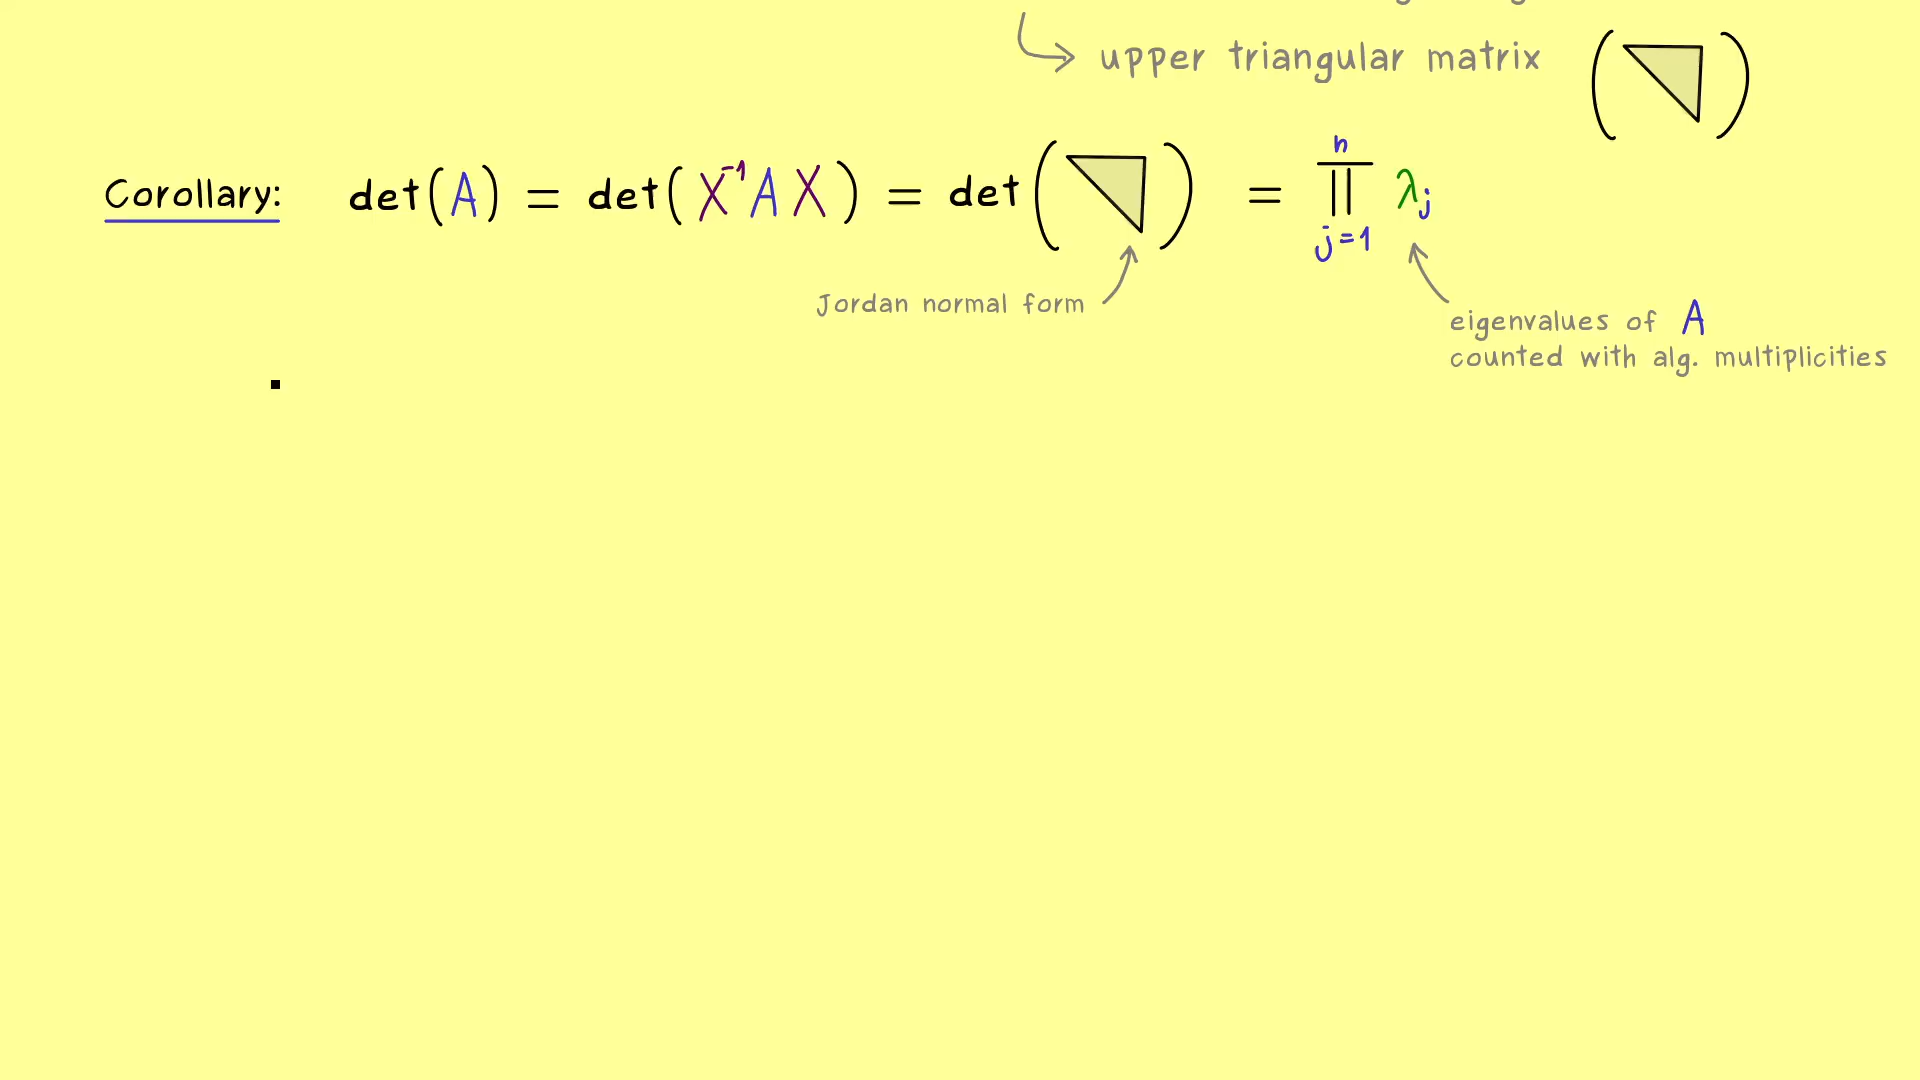 upper triangular matrix ( )
Corollary: det(A) = det(X⁻¹AX) = det( ) = ∏ⁿⱼ₌₁ λⱼ
Jordan normal form
eigenvalues of A
counted with alg. multiplicities